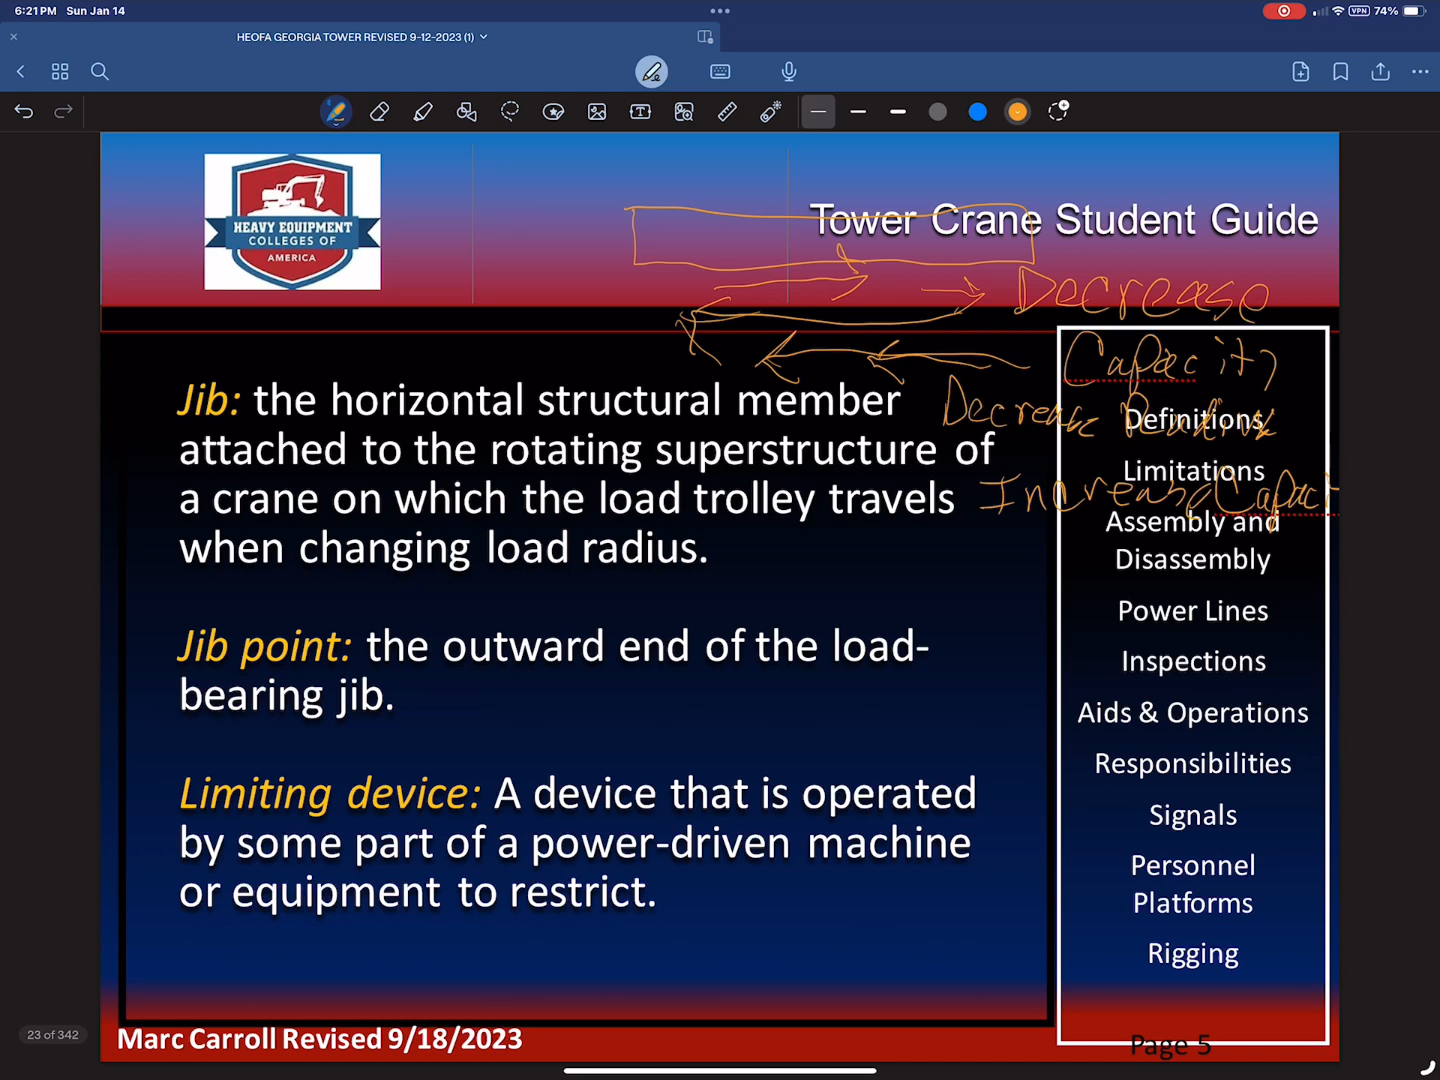 6:21 PM Sun Jan 14
VPN 74%
HEOFA GEORGIA TOWER REVISED 9-12-2023 (1)
HEAVY EQUIPMENT
COLLEGES OF
AMERICA
Tower Crane Student Guide
Decrease
Capacity
Decrease
Increase Capaci
Jib: the horizontal structural member
attached to the rotating superstructure of
a crane on which the load trolley travels
when changing load radius.
Jib point: the outward end of the load-
bearing jib.
Limiting device: A device that is operated
by some part of a power-driven machine
or equipment to restrict.
Definitions
Limitations
Assembly and
Disassembly
Power Lines
Inspections
Aids & Operations
Responsibilities
Signals
Personnel
Platforms
Rigging
23 of 342
Marc Carroll Revised 9/18/2023
Page 5